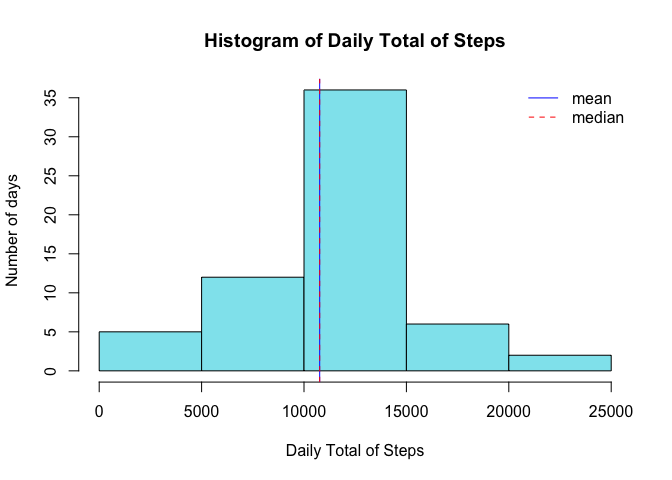 Histogram of Daily Total of Steps
mean
median
Number of days
0
5
10
15
20
25
30
35
0 5000 10000 15000 20000 25000
Daily Total of Steps